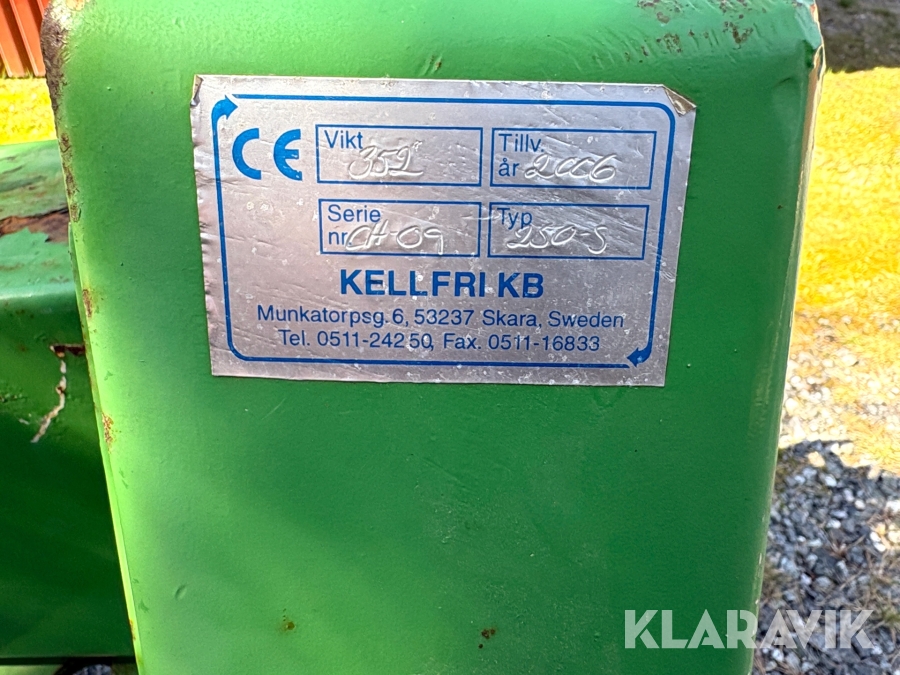 CE
Vikt 352
Tillv. år 2006
Serie nr. CH-09
Typ 250-S
KELLFRI KB
Munkatorpsg. 6, 53237 Skara, Sweden
Tel. 0511-242 50, Fax. 0511-16833
KLARAVIK